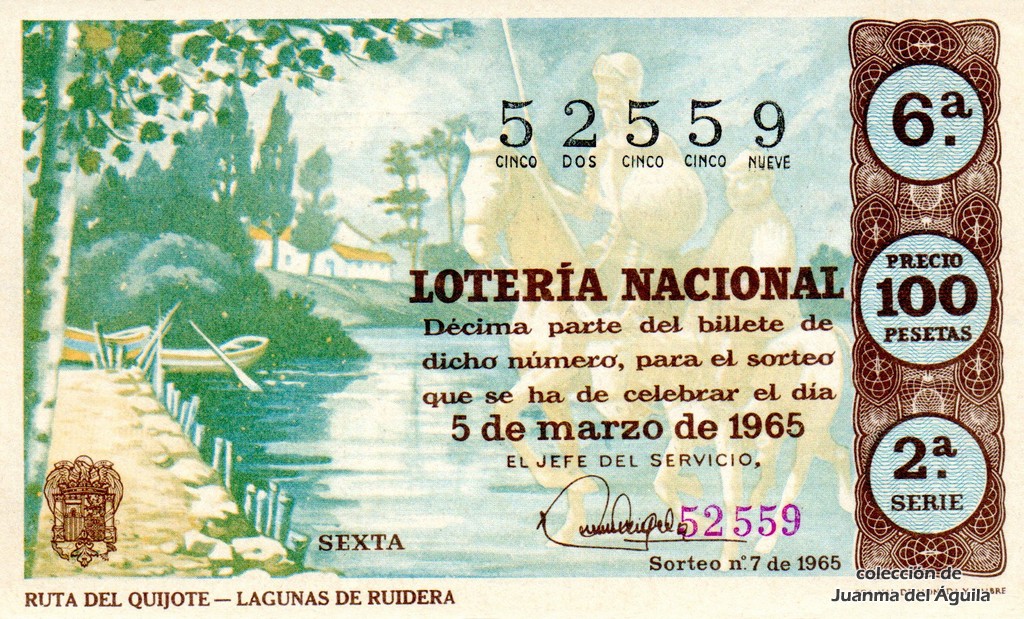 52559
CINCO DOS CINCO CINCO NUEVE
6.ª
LOTERÍA NACIONAL
Décima parte del billete de
dicho número, para el sorteo
que se ha de celebrar el día
5 de marzo de 1965
EL JEFE DEL SERVICIO,
PRECIO
100
PESETAS
2.ª
SERIE
52559
SEXTA
Sorteo nº. 7 de 1965
colección de
Juanma del Águila
RUTA DEL QUIJOTE — LAGUNAS DE RUIDERA